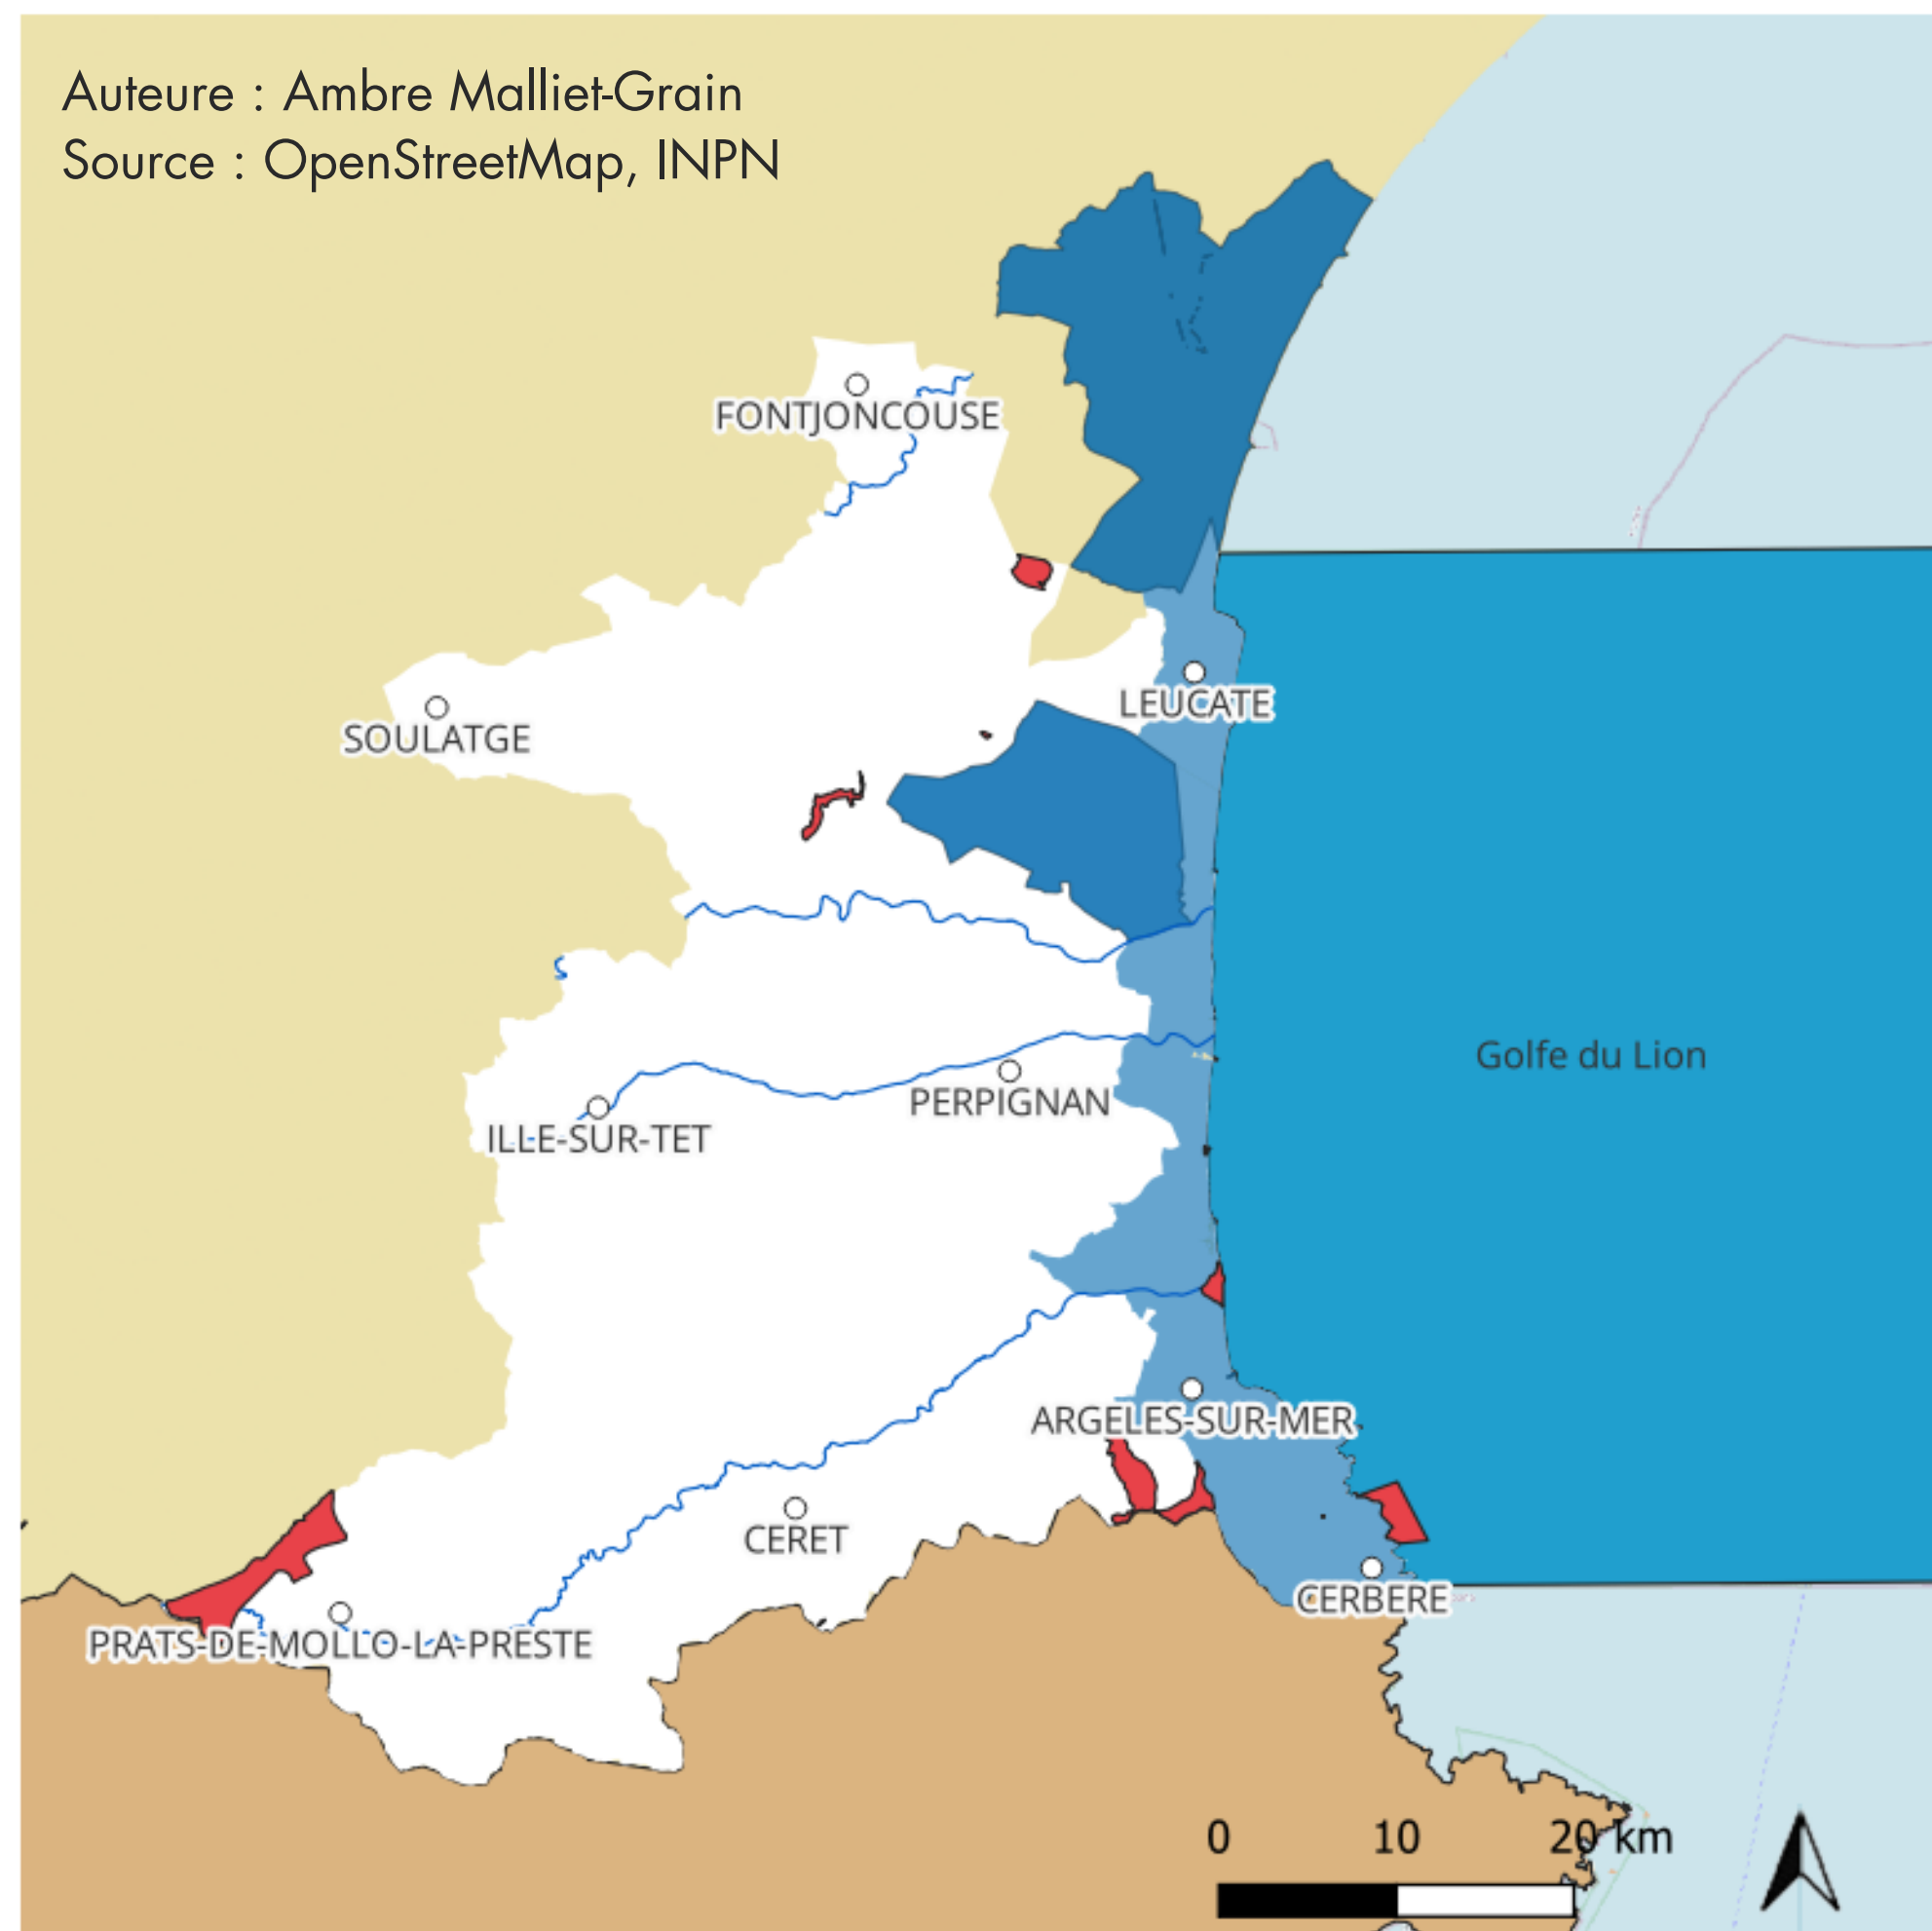 Auteure : Ambre Malliet-Grain
Source : OpenStreetMap, INPN
FONTJONCOUSE
LEUCATE
SOULATGE
Golfe du Lion
PERPIGNAN
ILLE-SUR-TET
ARGELES-SUR-MER
CERET
CERBERE
PRATS-DE-MOLLO-LA-PRESTE
0 10 20 km